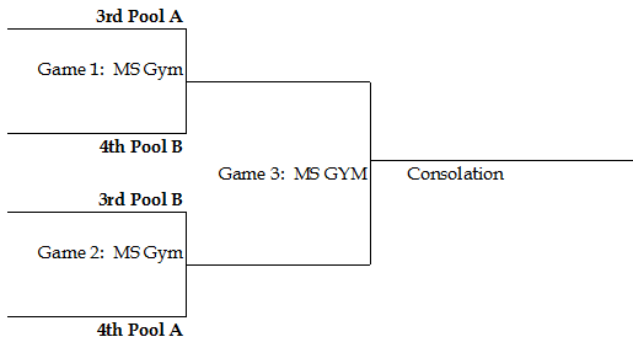 3rd Pool A
Game 1: MS Gym
4th Pool B
Game 3: MS GYM
Consolation
3rd Pool B
Game 2: MS Gym
4th Pool A